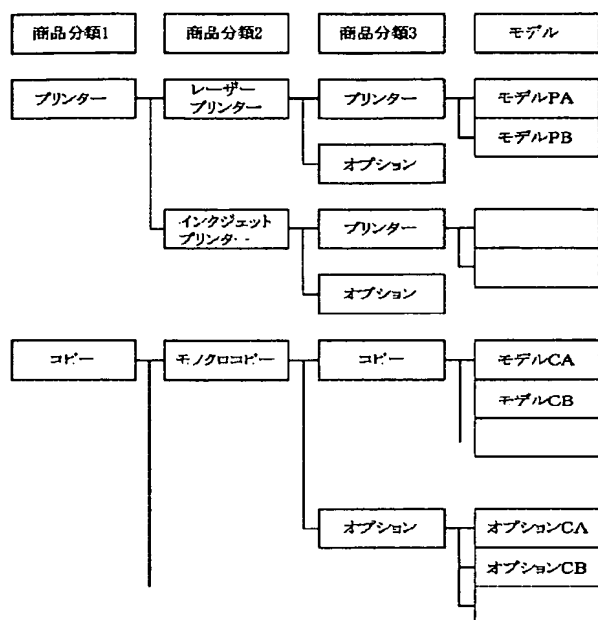 商品分類1
商品分類2
商品分類3
モデル
プリンター
レーザー
プリンター
プリンター
モデルPA
モデルPB
オプション
インクジェット
プリンター
プリンター
オプション
コピー
モノクロコピー
コピー
モデルCA
モデルCB
オプション
オプションCA
オプションCB